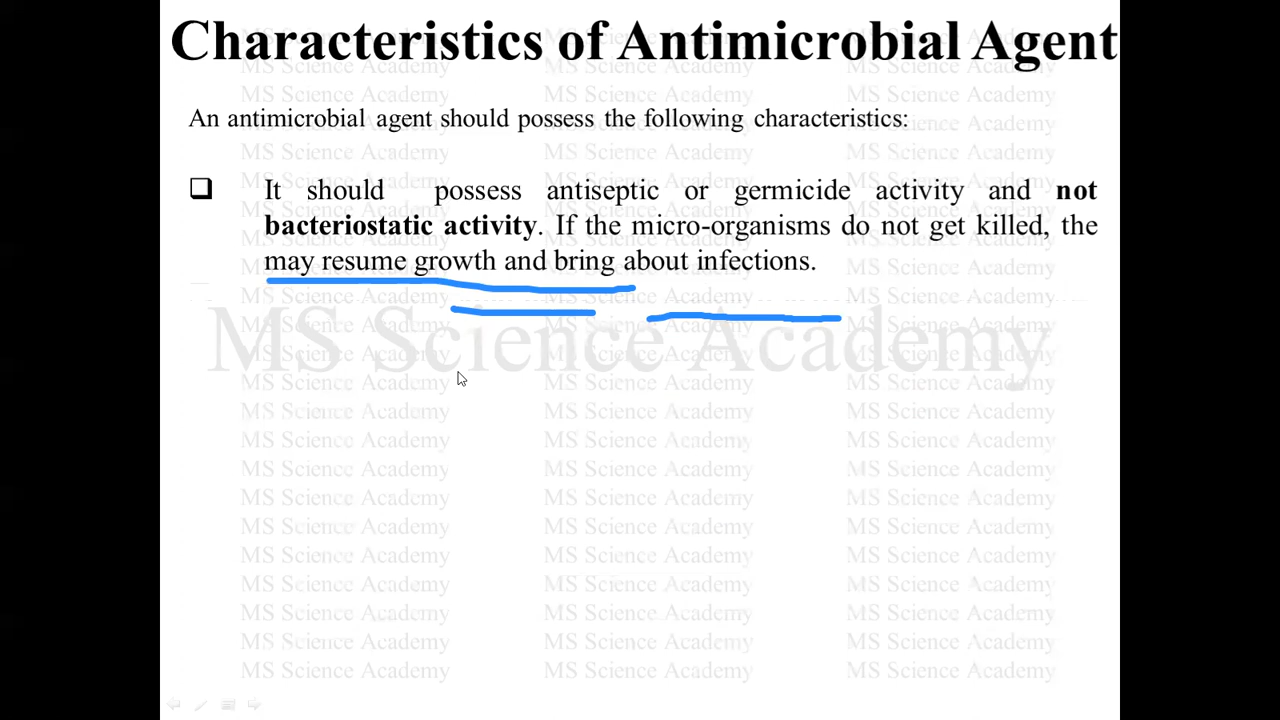 Characteristics of Antimicrobial Agent
An antimicrobial agent should possess the following characteristics:
❑ It should possess antiseptic or germicide activity and not
bacteriostatic activity. If the micro-organisms do not get killed, the
may resume growth and bring about infections.
MS Science Academy